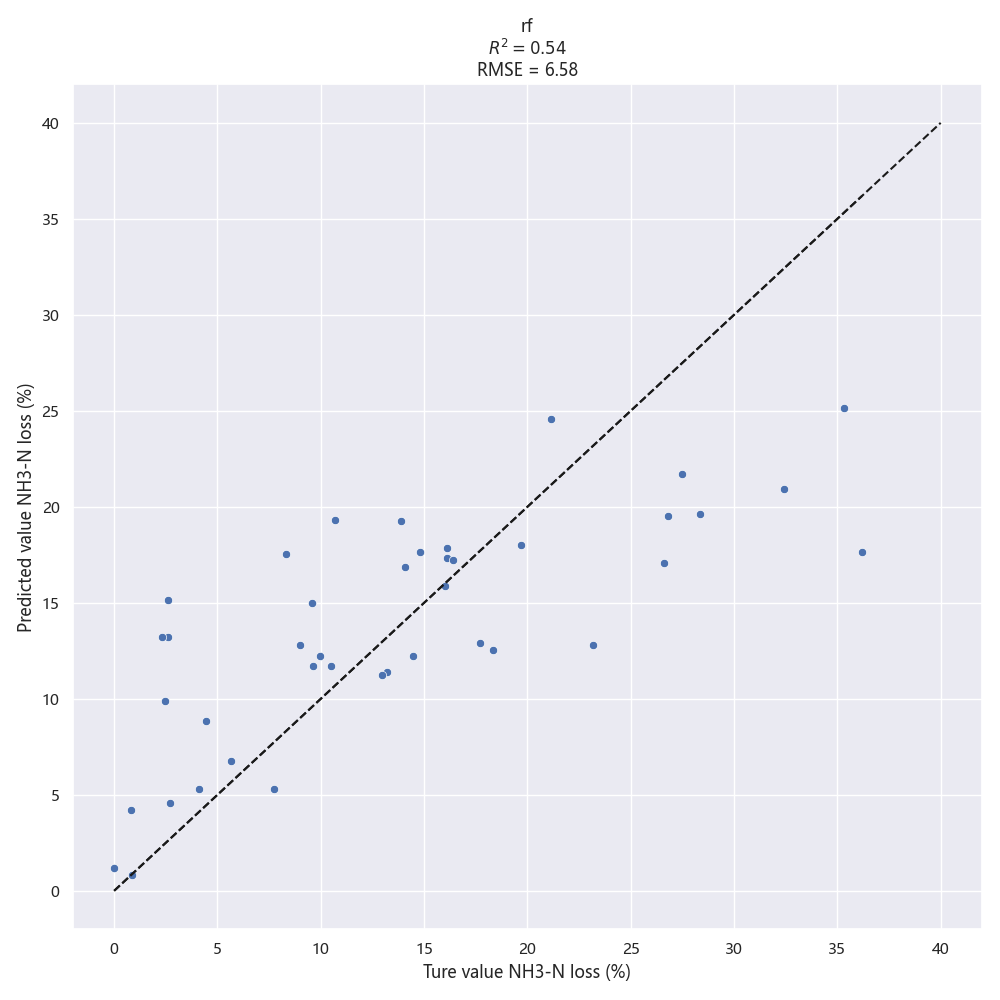 rf
R² = 0.54
RMSE = 6.58
40
35
30
25
20
15
10
5
0
Predicted value NH3-N loss (%)
0 5 10 15 20 25 30 35 40
Ture value NH3-N loss (%)